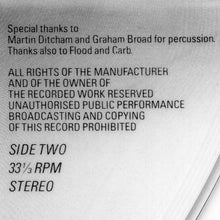 Special thanks to
Martin Ditcham and Graham Broad for percussion.
Thanks also to Flood and Carb.
ALL RIGHTS OF THE MANUFACTURER
AND OF THE OWNER OF
THE RECORDED WORK RESERVED
UNAUTHORISED PUBLIC PERFORMANCE
BROADCASTING AND COPYING
OF THIS RECORD PROHIBITED
SIDE TWO
33⅓ RPM
STEREO